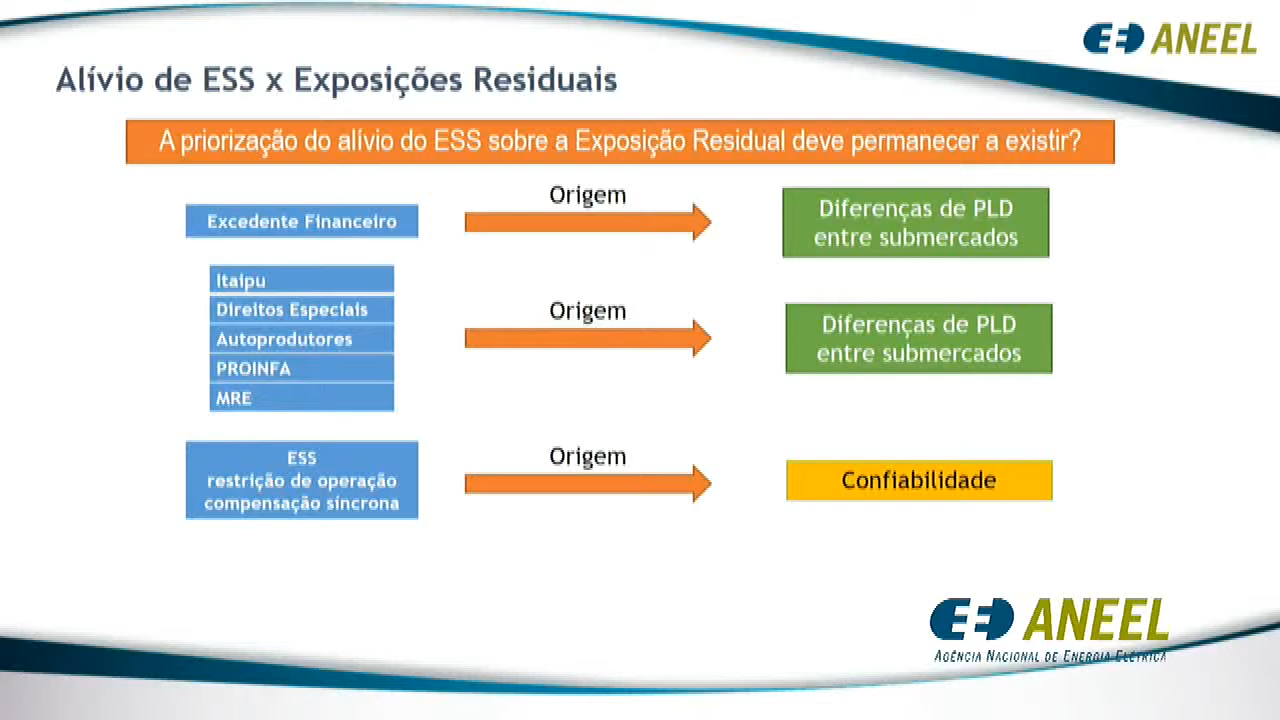 ANEEL
Alívio de ESS x Exposições Residuais
A priorização do alívio do ESS sobre a Exposição Residual deve permanecer a existir?
Excedente Financeiro
Origem
Diferenças de PLD
entre submercados
Itaipu
Direitos Especiais
Autoprodutores
PROINFA
MRE
Origem
Diferenças de PLD
entre submercados
ESS
restrição de operação
compensação síncrona
Origem
Confiabilidade
ANEEL
AGÊNCIA NACIONAL DE ENERGIA ELÉTRICA